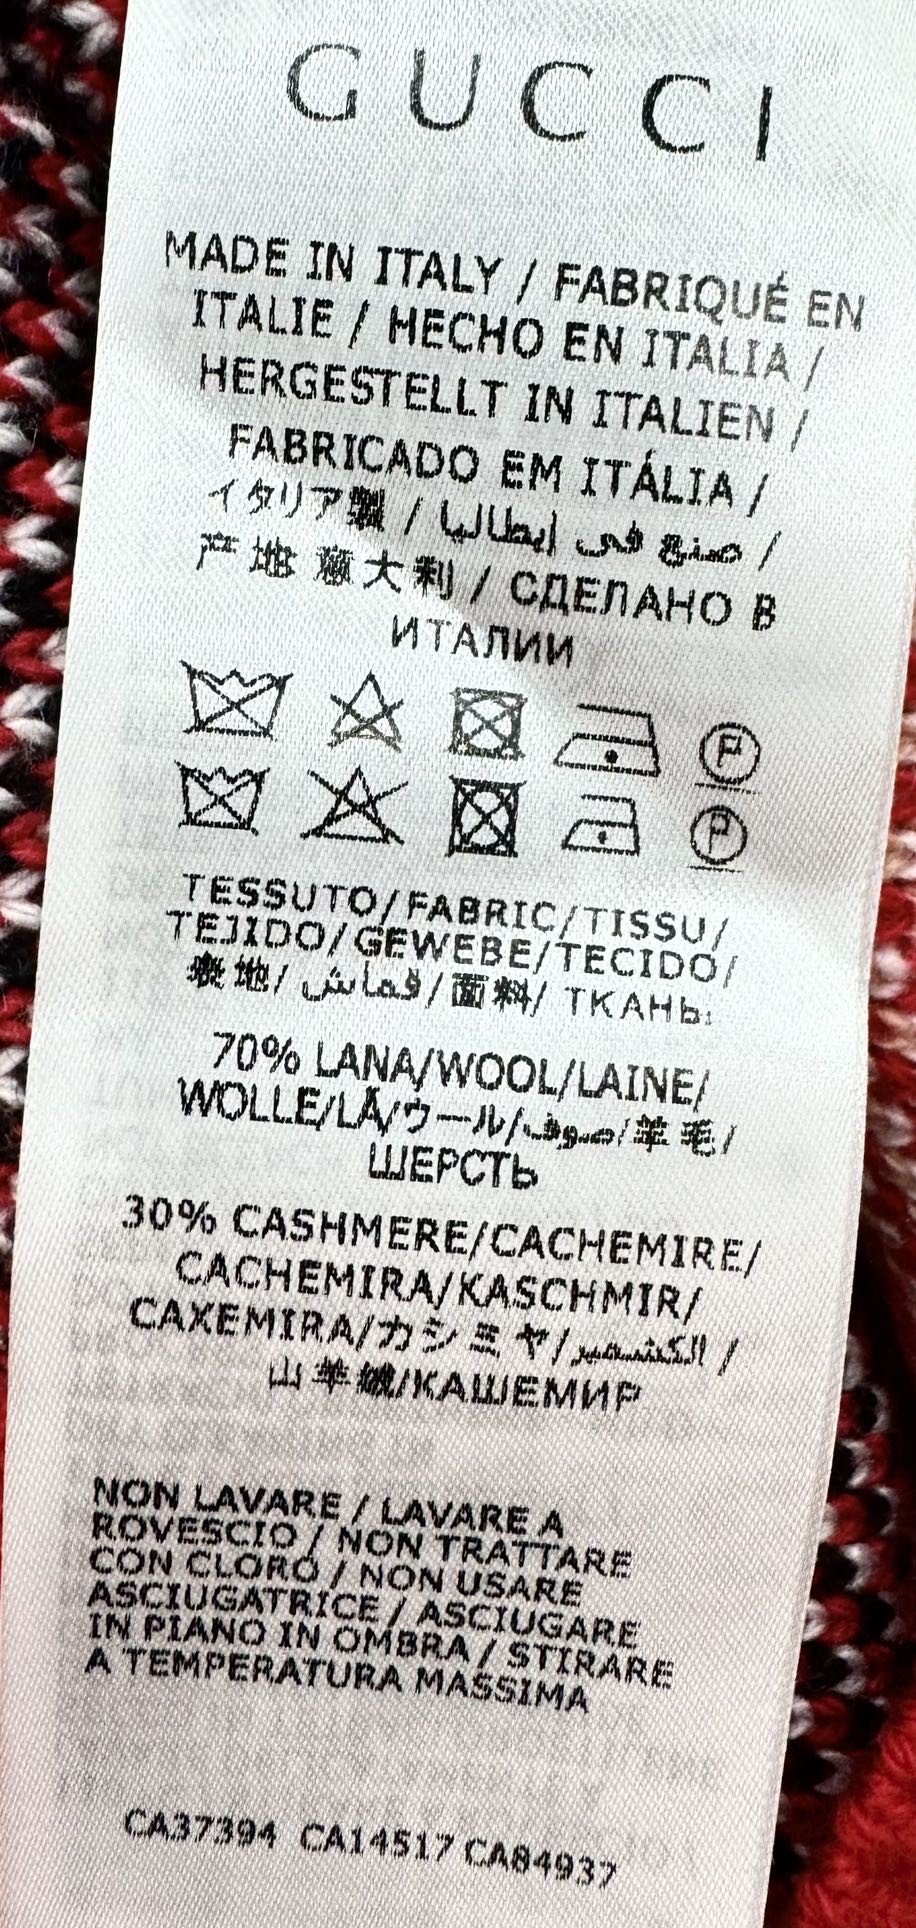 GUCCI
MADE IN ITALY / FABRIQUÉ EN
ITALIE / HECHO EN ITALIA /
HERGESTELLT IN ITALIEN /
FABRICADO EM ITÁLIA /
イタリア製 / صنع في إيطاليا /
产地 意大利 / СДЕЛАНО В
ИТАЛИИ
P
P
TESSUTO/FABRIC/TISSU/
TEJIDO/GEWEBE/TECIDO/
表地/ قماش/面料/ ТКАНЬ:
70% LANA/WOOL/LAINE/
WOLLE/LÃ/ウール/صوف/羊毛/
ШЕРСТЬ
30% CASHMERE/CACHEMIRE/
CACHEMIRA/KASCHMIR/
CAXEMIRA/カシミヤ/الكشمير /
山羊绒/КАШЕМИР
NON LAVARE / LAVARE A
ROVESCIO / NON TRATTARE
CON CLORO / NON USARE
ASCIUGATRICE / ASCIUGARE
IN PIANO IN OMBRA / STIRARE
A TEMPERATURA MASSIMA
CA37394 CA14517 CA84937